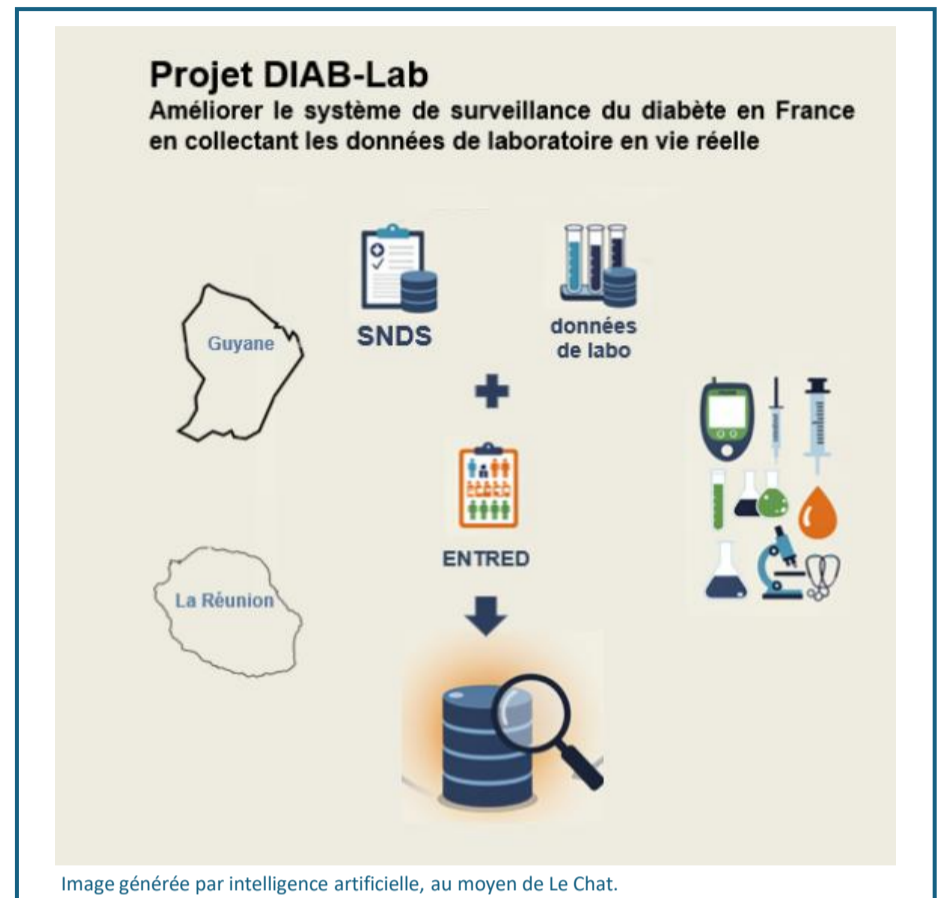 Projet DIAB-Lab
Améliorer le système de surveillance du diabète en France
en collectant les données de laboratoire en vie réelle
Guyane
SNDS
données
de labo
ENTRED
La Réunion
Image générée par intelligence artificielle, au moyen de Le Chat.